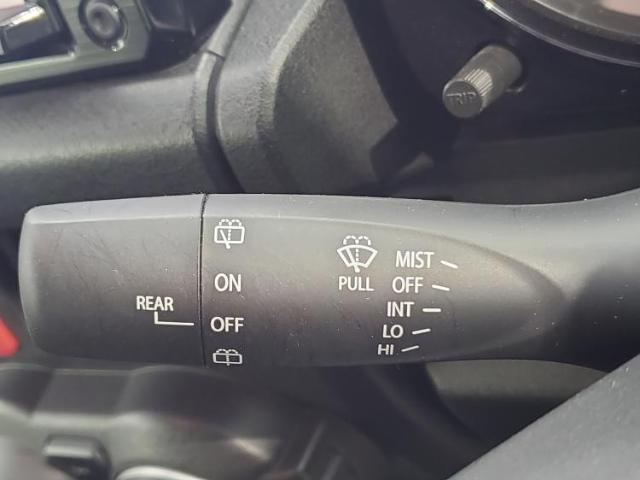 TRIP
ON
REAR OFF
PULL
MIST
OFF
INT
LO
HI